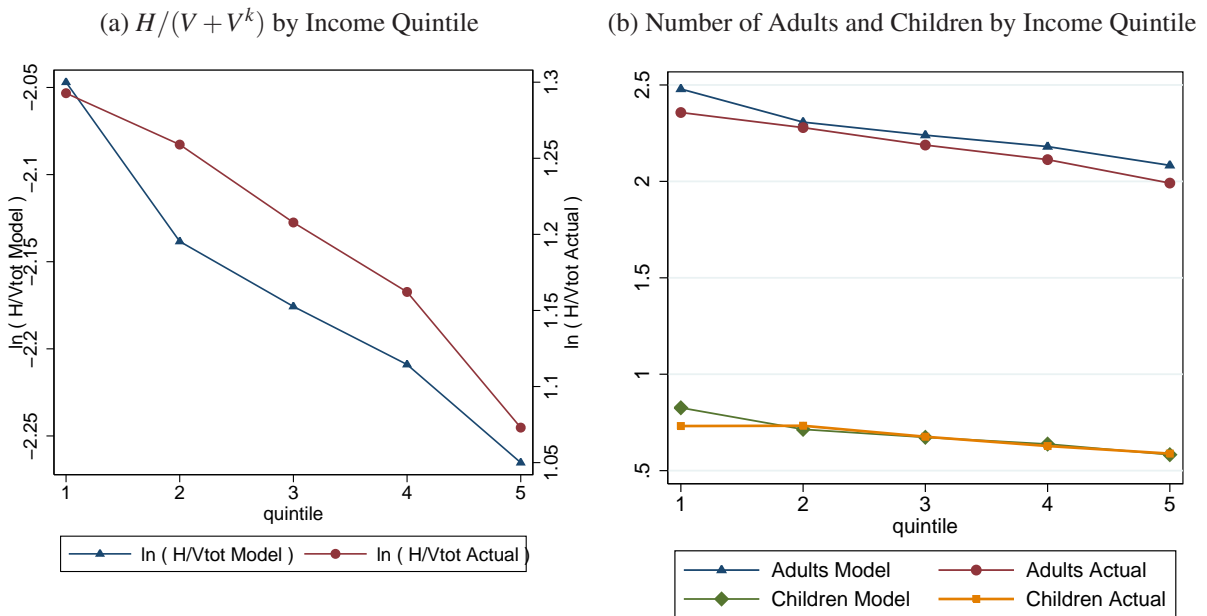 (a) H/(V + V^k) by Income Quintile
ln ( H/Vtot Model )
-2.05
-2.1
-2.15
-2.2
-2.25
1.3
1.25
1.2
1.15
1.1
1.05
ln ( H/Vtot Actual )
1 2 3 4 5
quintile
ln ( H/Vtot Model ) ln ( H/Vtot Actual )
(b) Number of Adults and Children by Income Quintile
2.5
2
1.5
1
.5
1 2 3 4 5
quintile
Adults Model Adults Actual
Children Model Children Actual